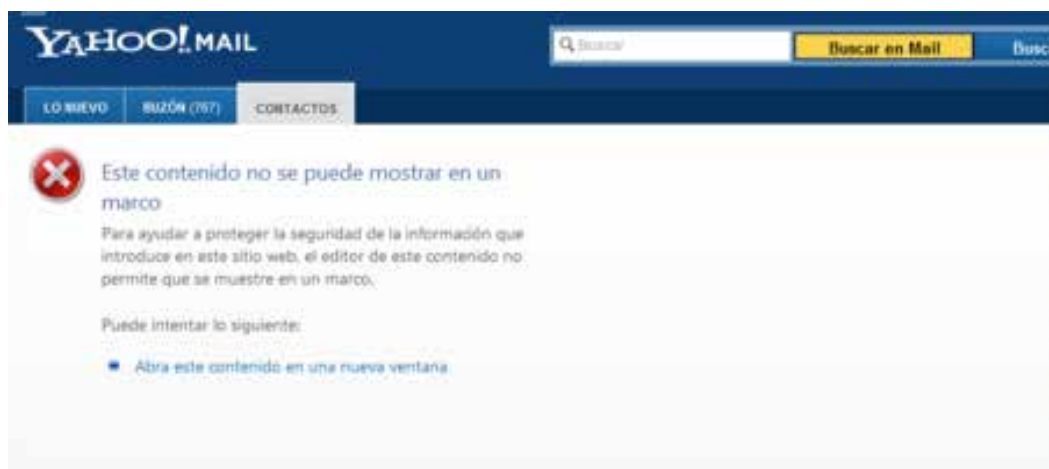 YAHOO! MAIL
Buscar
Buscar en Mail
Busc
LO NUEVO
BUZÓN (767)
CONTACTOS
Este contenido no se puede mostrar en un
marco
Para ayudar a proteger la seguridad de la información que
introduce en este sitio web, el editor de este contenido no
permite que se muestre en un marco.
Puede intentar lo siguiente:
Abra este contenido en una nueva ventana